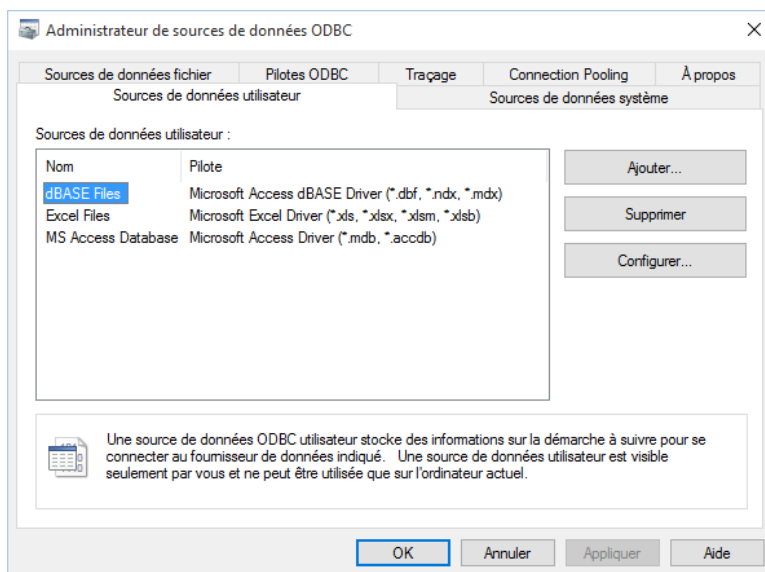 Administrateur de sources de données ODBC
Sources de données fichier Pilotes ODBC Traçage Connection Pooling À propos
Sources de données utilisateur Sources de données système
Sources de données utilisateur :
Nom Pilote
dBASE Files Microsoft Access dBASE Driver (*.dbf, *.ndx, *.mdx)
Excel Files Microsoft Excel Driver (*.xls, *.xlsx, *.xlsm, *.xlsb)
MS Access Database Microsoft Access Driver (*.mdb, *.accdb)
Ajouter...
Supprimer
Configurer...
Une source de données ODBC utilisateur stocke des informations sur la démarche à suivre pour se
connecter au fournisseur de données indiqué. Une source de données utilisateur est visible
seulement par vous et ne peut être utilisée que sur l'ordinateur actuel.
OK Annuler Appliquer Aide